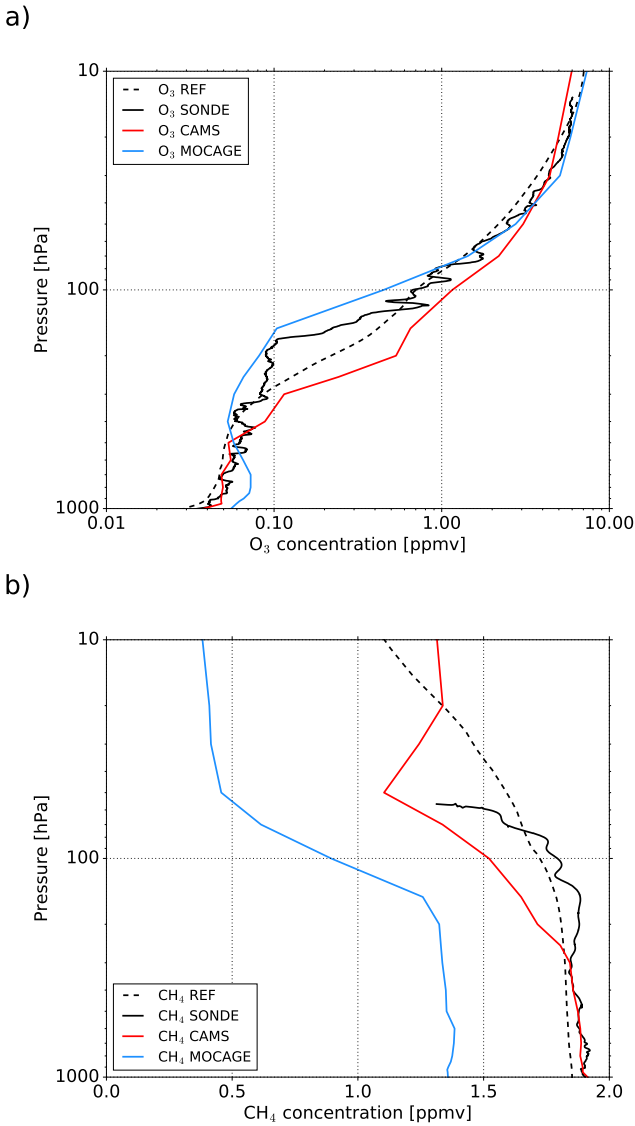 a)
10
O₃ REF
O₃ SONDE
O₃ CAMS
O₃ MOCAGE
Pressure [hPa]
100
1000
0.01 0.10 1.00 10.00
O₃ concentration [ppmv]
b)
10
Pressure [hPa]
100
CH₄ REF
CH₄ SONDE
CH₄ CAMS
CH₄ MOCAGE
1000
0.0 0.5 1.0 1.5 2.0
CH₄ concentration [ppmv]